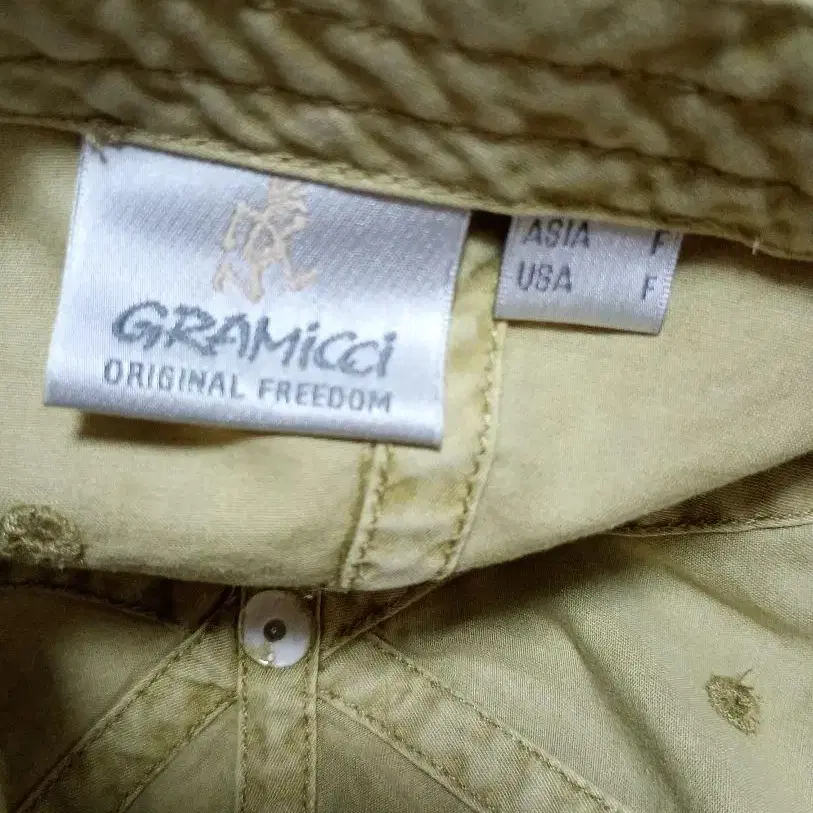 GRAMiCCi
ORIGINAL FREEDOM
ASIA F
USA F